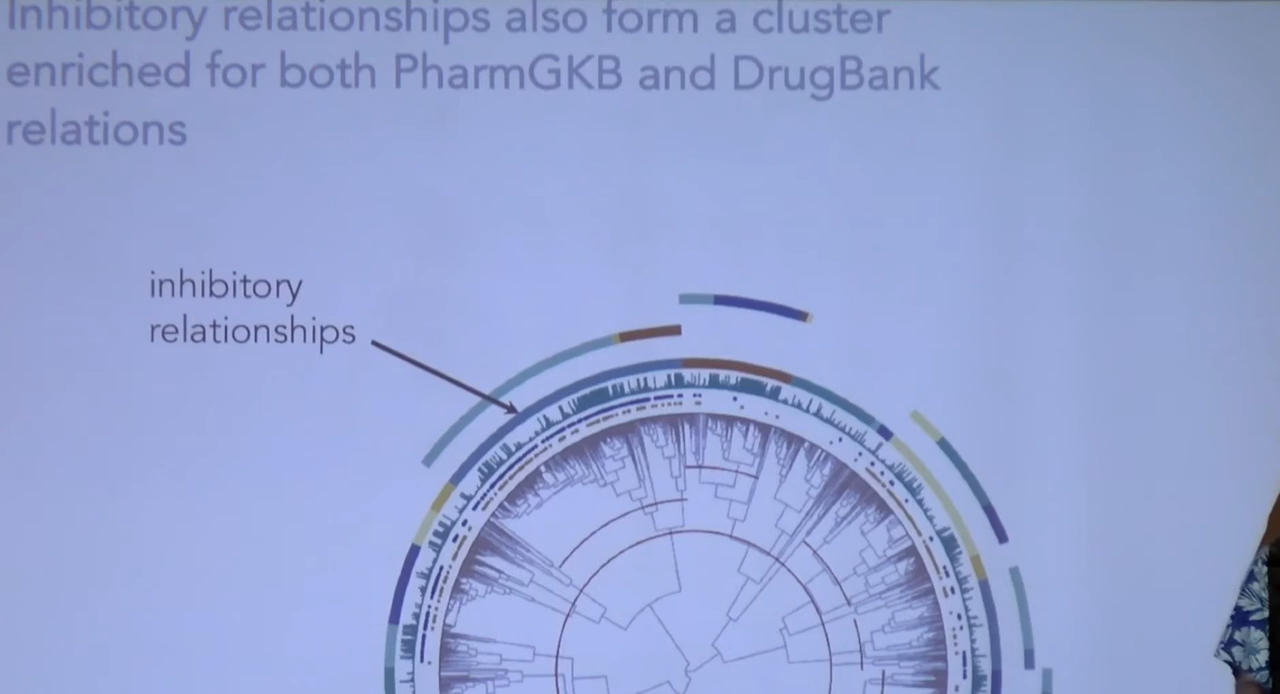 Inhibitory relationships also form a cluster
enriched for both PharmGKB and DrugBank
relations
inhibitory
relationships